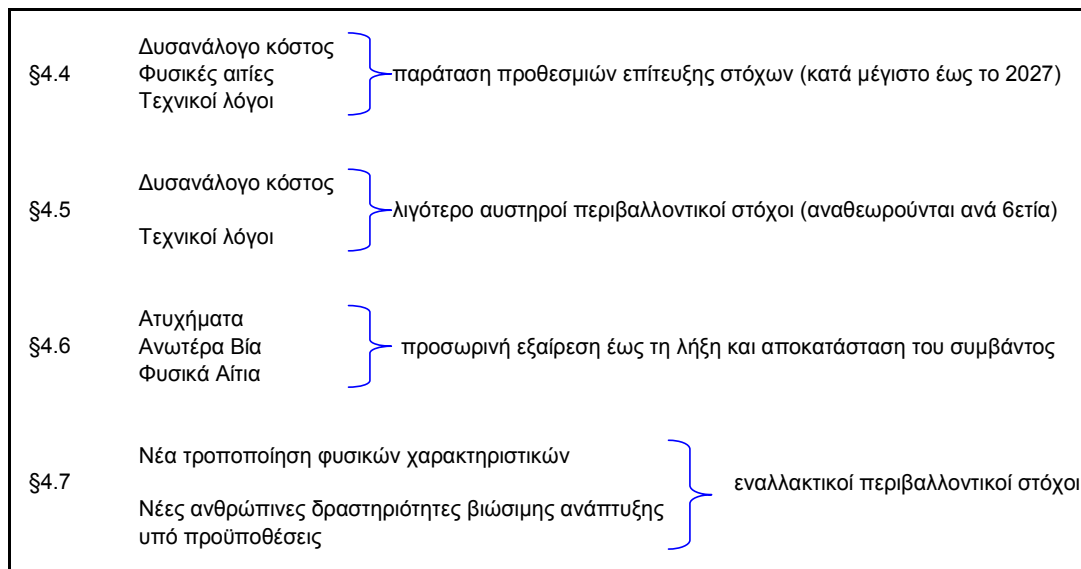 §4.4
Δυσανάλογο κόστος
Φυσικές αιτίες
Τεχνικοί λόγοι
παράταση προθεσμιών επίτευξης στόχων (κατά μέγιστο έως το 2027)
§4.5
Δυσανάλογο κόστος
Τεχνικοί λόγοι
λιγότερο αυστηροί περιβαλλοντικοί στόχοι (αναθεωρούνται ανά 6ετία)
§4.6
Ατυχήματα
Ανωτέρα Βία
Φυσικά Αίτια
προσωρινή εξαίρεση έως τη λήξη και αποκατάσταση του συμβάντος
§4.7
Νέα τροποποίηση φυσικών χαρακτηριστικών
Νέες ανθρώπινες δραστηριότητες βιώσιμης ανάπτυξης
υπό προϋποθέσεις
εναλλακτικοί περιβαλλοντικοί στόχοι